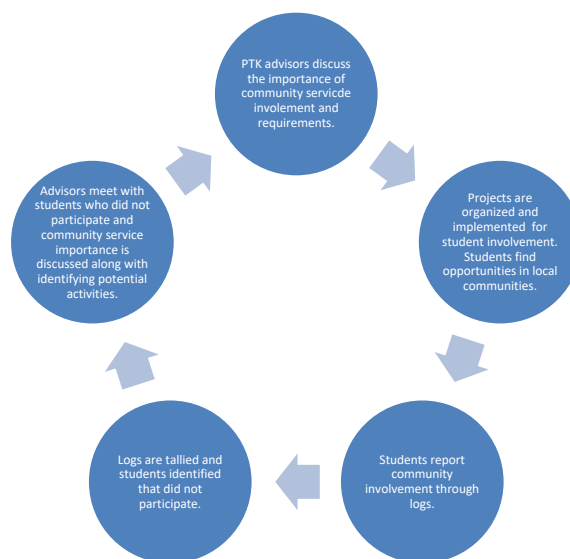 PTK advisors discuss
the importance of
community servicde
involement and
requirements.
Projects are
organized and
implemented for
student involvement.
Students find
opportunities in local
communities.
Students report
community
involvement through
logs.
Logs are tallied and
students identified
that did not
participate.
Advisors meet with
students who did not
participate and
community service
importance is
discussed along with
identifying potential
activities.